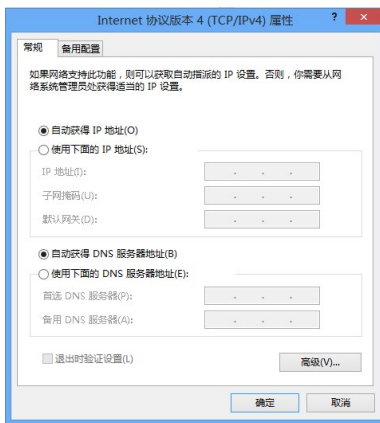 Internet 协议版本 4 (TCP/IPv4) 属性
常规 备用配置
如果网络支持此功能，则可以获取自动指派的 IP 设置。否则，你需要从网
络系统管理员处获得适当的 IP 设置。
自动获得 IP 地址(O)
使用下面的 IP 地址(S):
IP 地址(I):
子网掩码(U):
默认网关(D):
自动获得 DNS 服务器地址(B)
使用下面的 DNS 服务器地址(E):
首选 DNS 服务器(P):
备用 DNS 服务器(A):
退出时验证设置(L)
高级(V)...
确定 取消